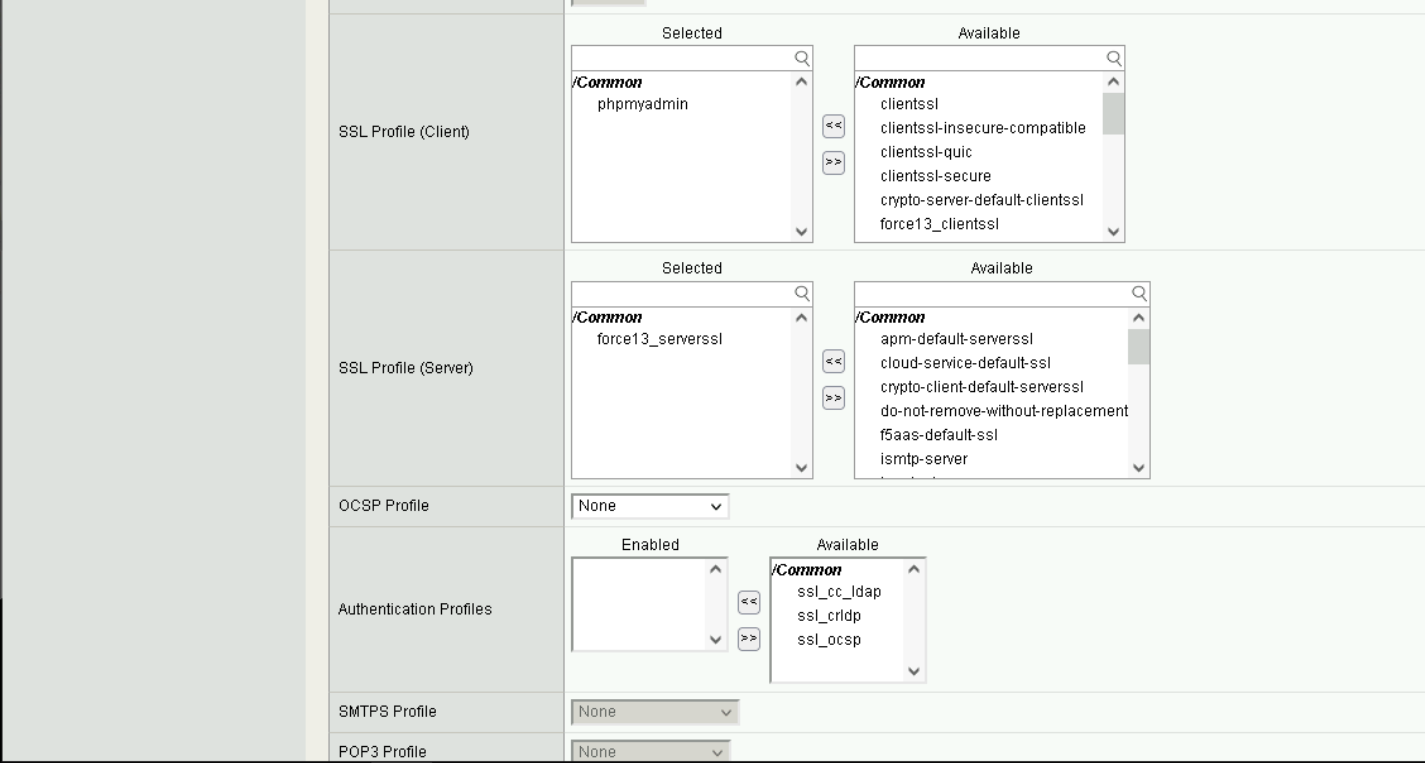 Selected Available
/Common /Common
phpmyadmin clientssl
clientssl-insecure-compatible
SSL Profile (Client) << clientssl-quic
>> clientssl-secure
crypto-server-default-clientssl
force13_clientssl
Selected Available
/Common /Common
force13_serverssl apm-default-serverssl
<< cloud-service-default-ssl
SSL Profile (Server) crypto-client-default-serverssl
>> do-not-remove-without-replacement
f5aas-default-ssl
ismtp-server
OCSP Profile None
Enabled Available
/Common
ssl_cc_ldap
Authentication Profiles << ssl_crldp
>> ssl_ocsp
SMTPS Profile None
POP3 Profile None